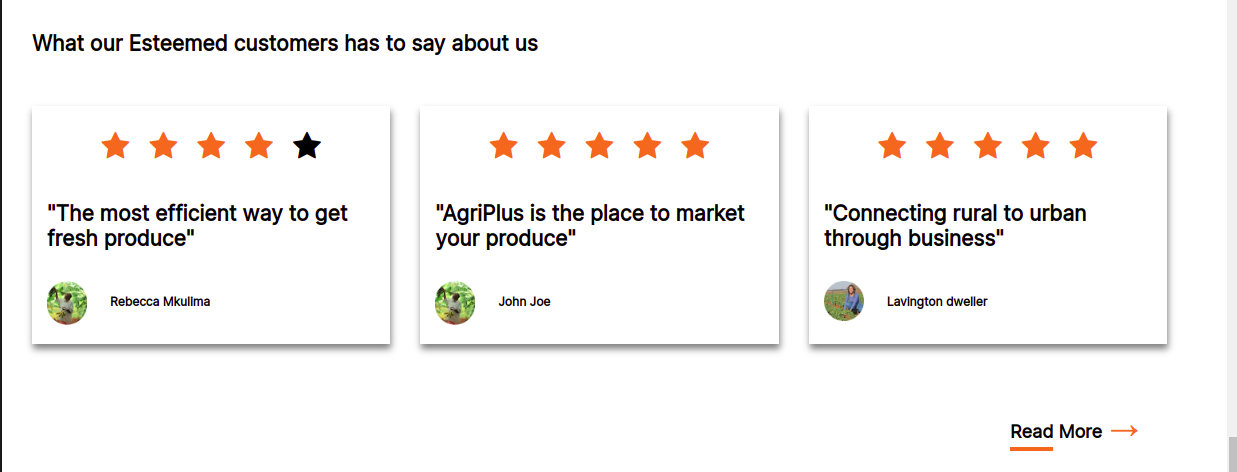 What our Esteemed customers has to say about us
"The most efficient way to get
fresh produce"
Rebecca Mkulima
"AgriPlus is the place to market
your produce"
John Joe
"Connecting rural to urban
through business"
Lavington dweller
Read More →